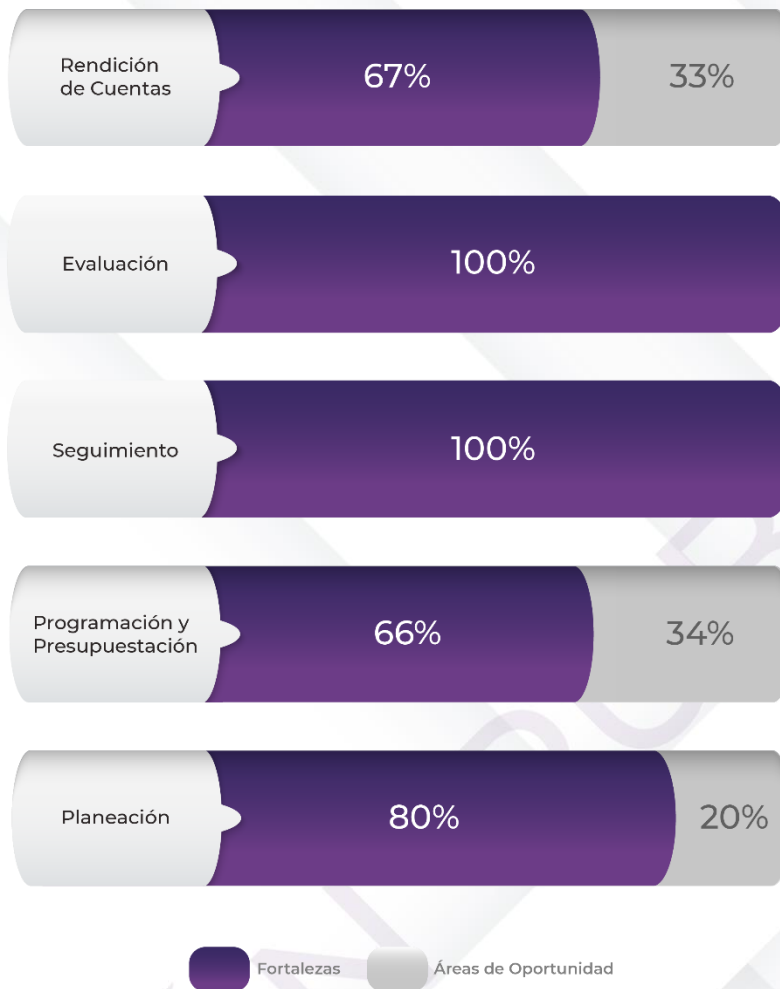 Rendición
de Cuentas
67%
33%
Evaluación
100%
Seguimiento
100%
Programación y
Presupuestación
66%
34%
Planeación
80%
20%
Fortalezas
Áreas de Oportunidad